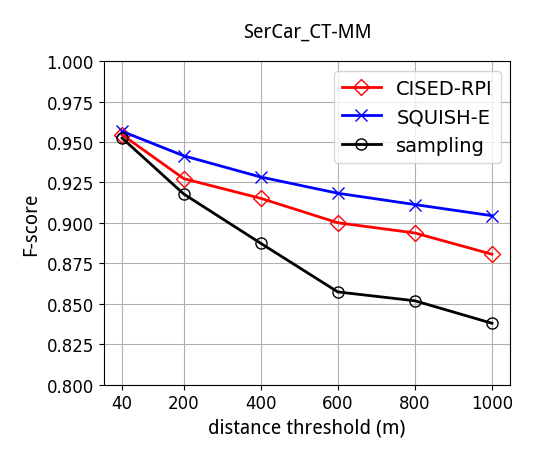 SerCar_CT-MM
1.000
0.975
0.950
0.925
0.900
0.875
0.850
0.825
0.800
F-score
CISED-RPI
SQUISH-E
sampling
40 200 400 600 800 1000
distance threshold (m)